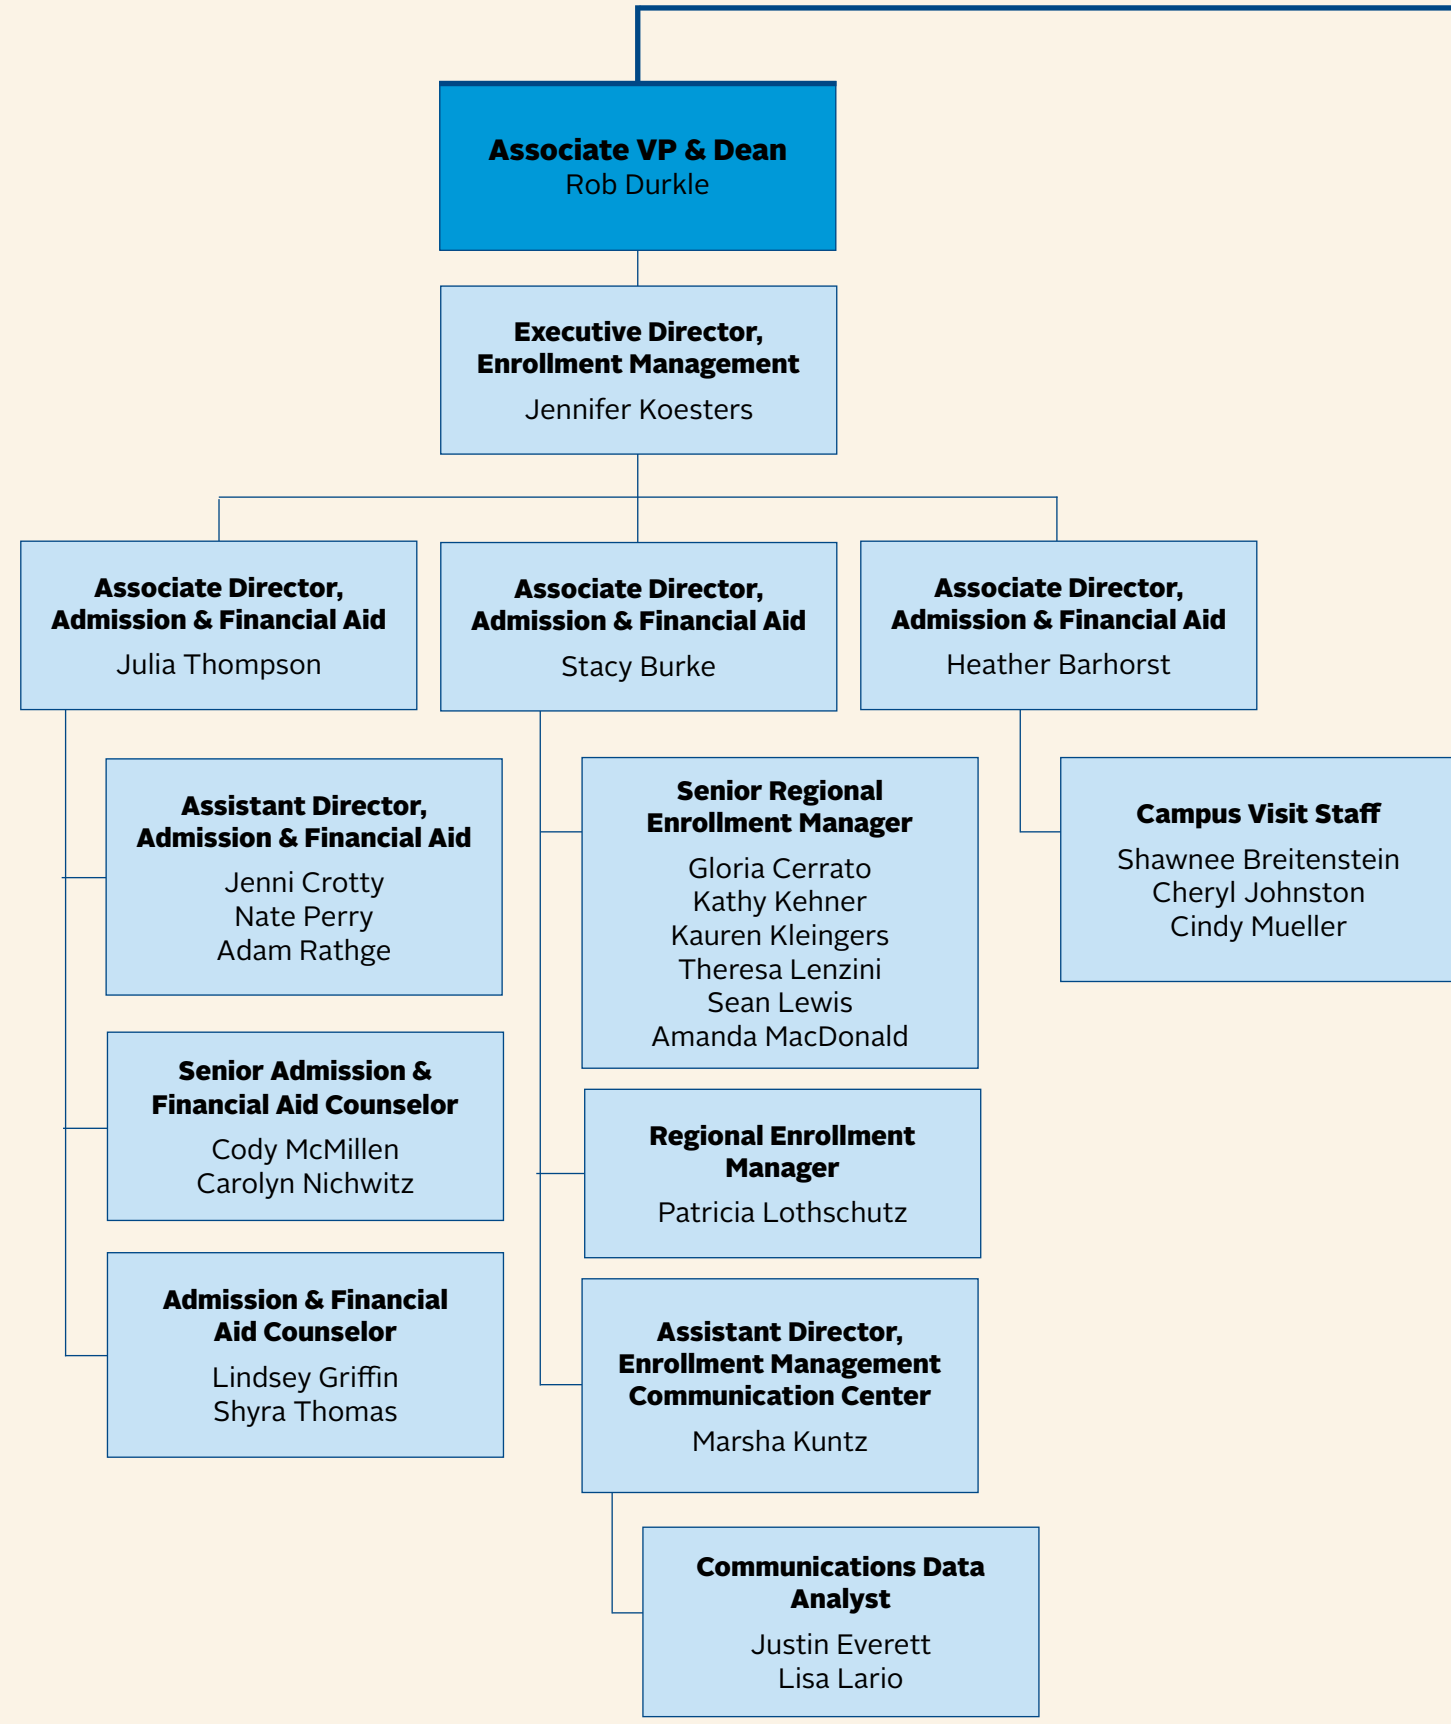 Associate VP & Dean
Rob Durkle
Executive Director,
Enrollment Management
Jennifer Koesters
Associate Director,
Admission & Financial Aid
Julia Thompson
Associate Director,
Admission & Financial Aid
Stacy Burke
Associate Director,
Admission & Financial Aid
Heather Barhorst
Assistant Director,
Admission & Financial Aid
Jenni Crotty
Nate Perry
Adam Rathge
Senior Admission &
Financial Aid Counselor
Cody McMillen
Carolyn Nichwitz
Admission & Financial
Aid Counselor
Lindsey Griffin
Shyra Thomas
Senior Regional
Enrollment Manager
Gloria Cerrato
Kathy Kehner
Kauren Kleingers
Theresa Lenzini
Sean Lewis
Amanda MacDonald
Regional Enrollment
Manager
Patricia Lothschutz
Assistant Director,
Enrollment Management
Communication Center
Marsha Kuntz
Communications Data
Analyst
Justin Everett
Lisa Lario
Campus Visit Staff
Shawnee Breitenstein
Cheryl Johnston
Cindy Mueller